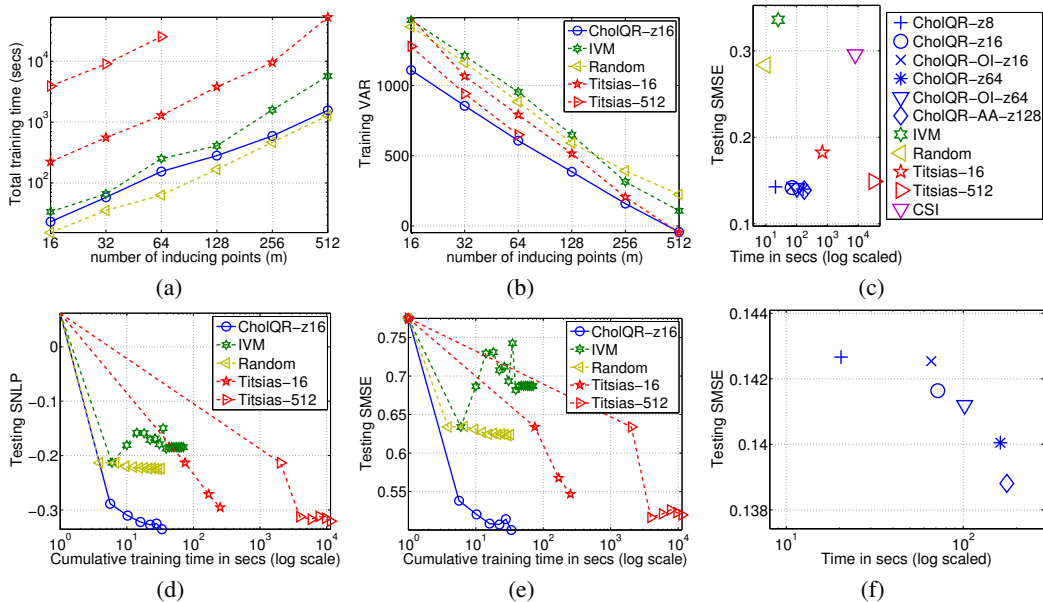 Total training time (secs)
10^4
10^3
10^2
16 32 64 128 256 512
number of inducing points (m)
CholQR−z16
IVM
Random
Titsias−16
Titsias−512
(a)
Training VAR
1000
500
0
16 32 64 128 256 512
number of inducing points (m)
CholQR−z16
IVM
Random
Titsias−16
Titsias−512
(b)
Testing SMSE
0.3
0.2
0.1
10^1 10^2 10^3 10^4
Time in secs (log scaled)
CholQR−z8
CholQR−z16
CholQR−OI−z16
CholQR−z64
CholQR−OI−z64
CholQR−AA−z128
IVM
Random
Titsias−16
Titsias−512
CSI
(c)
Testing SNLP
0
−0.1
−0.2
−0.3
10^0 10^1 10^2 10^3 10^4
Cumulative training time in secs (log scale)
CholQR−z16
IVM
Random
Titsias−16
Titsias−512
(d)
Testing SMSE
0.75
0.7
0.65
0.6
0.55
10^0 10^1 10^2 10^3 10^4
Cumulative training time in secs (log scale)
CholQR−z16
IVM
Random
Titsias−16
Titsias−512
(e)
Testing SMSE
0.144
0.142
0.14
0.138
10^1 10^2
Time in secs (log scaled)
(f)